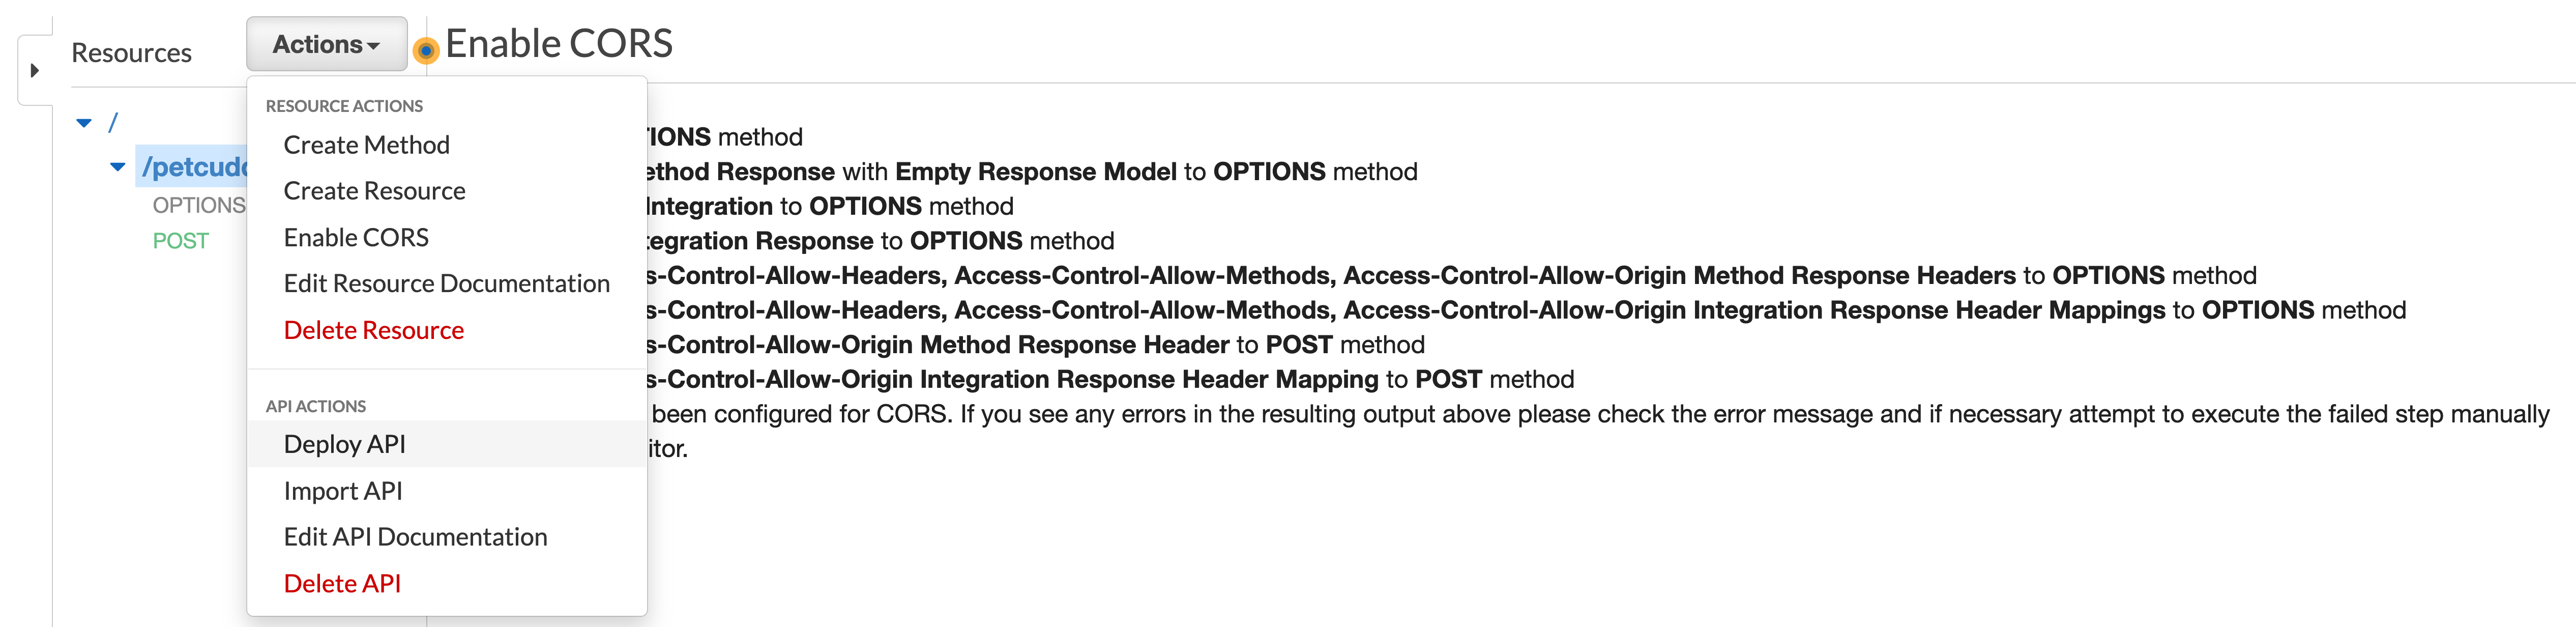 Resources
Actions
Enable CORS
RESOURCE ACTIONS
Create Method
Create Resource
Enable CORS
Edit Resource Documentation
Delete Resource
API ACTIONS
Deploy API
Import API
Edit API Documentation
Delete API
/
OPTIONS
POST
method
Response with Empty Response Model to OPTIONS method
Integration to OPTIONS method
Response to OPTIONS method
-Control-Allow-Headers, Access-Control-Allow-Methods, Access-Control-Allow-Origin Method Response Headers to OPTIONS method
-Control-Allow-Headers, Access-Control-Allow-Methods, Access-Control-Allow-Origin Integration Response Header Mappings to OPTIONS method
-Control-Allow-Origin Method Response Header to POST method
-Control-Allow-Origin Integration Response Header Mapping to POST method
been configured for CORS. If you see any errors in the resulting output above please check the error message and if necessary attempt to execute the failed step manually